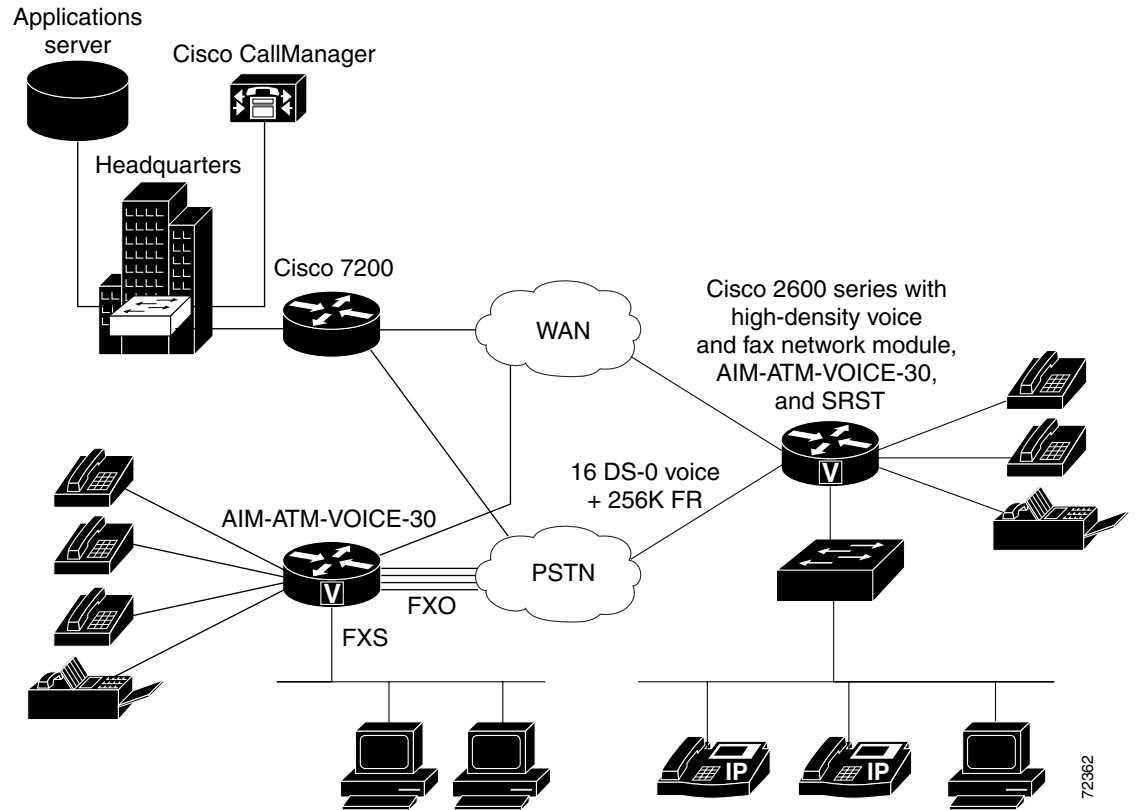 Applications
server
Cisco CallManager
Headquarters
Cisco 7200
WAN
Cisco 2600 series with
high-density voice
and fax network module,
AIM-ATM-VOICE-30,
and SRST
16 DS-0 voice
+ 256K FR
AIM-ATM-VOICE-30
V
V
PSTN
FXO
FXS
IP
IP
72362